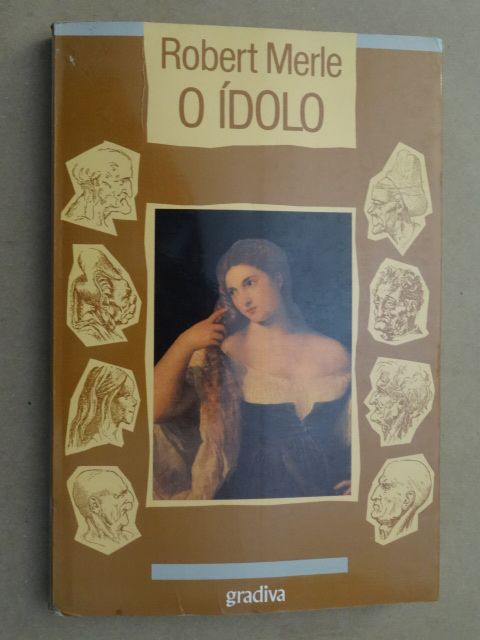 Robert Merle
O ÍDOLO
gradiva